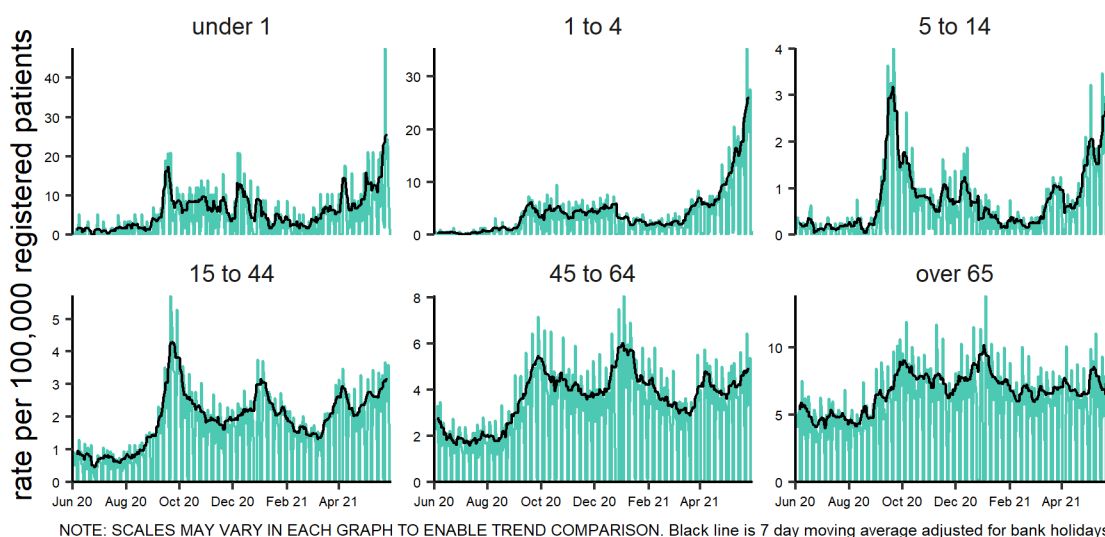 rate per 100,000 registered patients
under 1
1 to 4
5 to 14
40
30
20
10
0
30
20
10
0
4
3
2
1
0
15 to 44
45 to 64
over 65
5
4
3
2
1
0
8
6
4
2
0
10
5
0
Jun 20 Aug 20 Oct 20 Dec 20 Feb 21 Apr 21
Jun 20 Aug 20 Oct 20 Dec 20 Feb 21 Apr 21
Jun 20 Aug 20 Oct 20 Dec 20 Feb 21 Apr 21
NOTE: SCALES MAY VARY IN EACH GRAPH TO ENABLE TREND COMPARISON. Black line is 7 day moving average adjusted for bank holidays